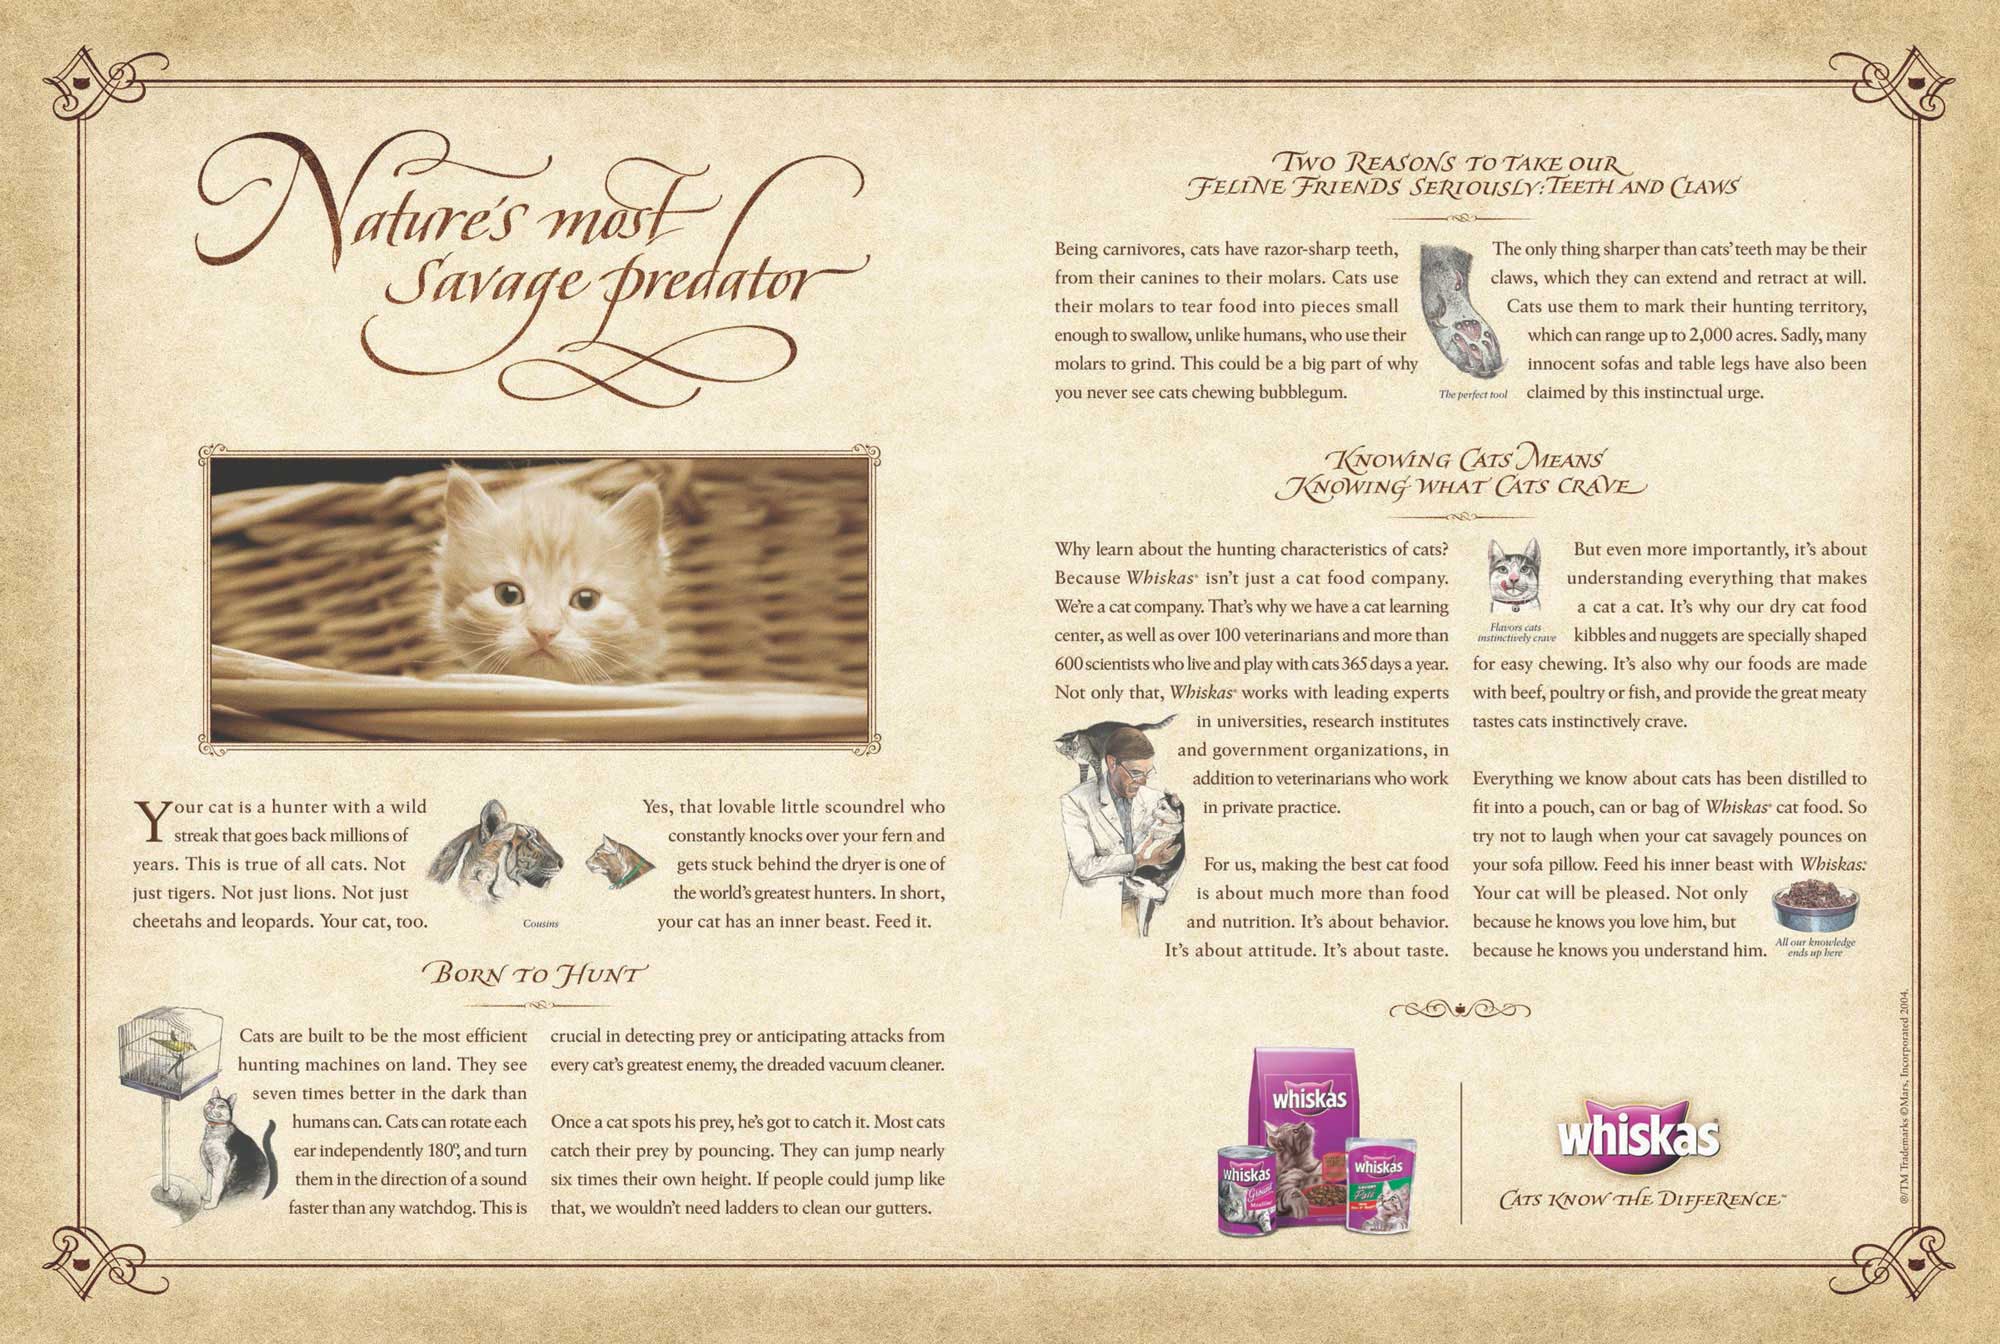 Nature's most
savage predator
Your cat is a hunter with a wild
streak that goes back millions of
years. This is true of all cats. Not
just tigers. Not just lions. Not just
cheetahs and leopards. Your cat, too.
Cousins
Yes, that lovable little scoundrel who
constantly knocks over your fern and
gets stuck behind the dryer is one of
the world's greatest hunters. In short,
your cat has an inner beast. Feed it.
BORN TO HUNT
Cats are built to be the most efficient
hunting machines on land. They see
seven times better in the dark than
humans can. Cats can rotate each
ear independently 180º, and turn
them in the direction of a sound
faster than any watchdog. This is
crucial in detecting prey or anticipating attacks from
every cat's greatest enemy, the dreaded vacuum cleaner.
Once a cat spots his prey, he's got to catch it. Most cats
catch their prey by pouncing. They can jump nearly
six times their own height. If people could jump like
that, we wouldn't need ladders to clean our gutters.
TWO REASONS TO TAKE OUR
FELINE FRIENDS SERIOUSLY: TEETH AND CLAWS
Being carnivores, cats have razor-sharp teeth,
from their canines to their molars. Cats use
their molars to tear food into pieces small
enough to swallow, unlike humans, who use their
molars to grind. This could be a big part of why
you never see cats chewing bubblegum.
The perfect tool
The only thing sharper than cats' teeth may be their
claws, which they can extend and retract at will.
Cats use them to mark their hunting territory,
which can range up to 2,000 acres. Sadly, many
innocent sofas and table legs have also been
claimed by this instinctual urge.
KNOWING CATS MEANS
KNOWING WHAT CATS CRAVE
Why learn about the hunting characteristics of cats?
Because Whiskas® isn't just a cat food company.
We're a cat company. That's why we have a cat learning
center, as well as over 100 veterinarians and more than
600 scientists who live and play with cats 365 days a year.
Not only that, Whiskas® works with leading experts
in universities, research institutes
and government organizations, in
addition to veterinarians who work
in private practice.
For us, making the best cat food
is about much more than food
and nutrition. It's about behavior.
It's about attitude. It's about taste.
Flavors cats
instinctively crave
But even more importantly, it's about
understanding everything that makes
a cat a cat. It's why our dry cat food
kibbles and nuggets are specially shaped
for easy chewing. It's also why our foods are made
with beef, poultry or fish, and provide the great meaty
tastes cats instinctively crave.
Everything we know about cats has been distilled to
fit into a pouch, can or bag of Whiskas® cat food. So
try not to laugh when your cat savagely pounces on
your sofa pillow. Feed his inner beast with Whiskas.®
Your cat will be pleased. Not only
because he knows you love him, but
because he knows you understand him.
All our knowledge
ends up here
whiskas
whiskas
Ground
whiskas
whiskas®
CATS KNOW THE DIFFERENCE™
®/TM Trademarks ©Mars, Incorporated 2004.